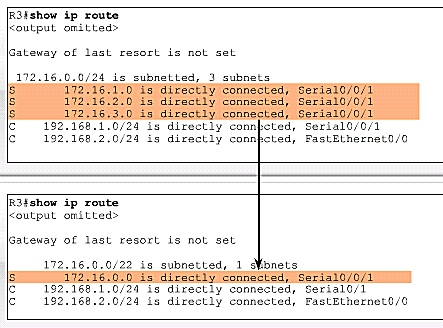 R3#show ip route
<output omitted>
Gateway of last resort is not set
172.16.0.0/24 is subnetted, 3 subnets
S 172.16.1.0 is directly connected, Serial0/0/1
S 172.16.2.0 is directly connected, Serial0/0/1
S 172.16.3.0 is directly connected, Serial0/0/1
C 192.168.1.0/24 is directly connected, Serial0/0/1
C 192.168.2.0/24 is directly connected, FastEthernet0/0
R3#show ip route
<output omitted>
Gateway of last resort is not set
172.16.0.0/22 is subnetted, 1 subnets
S 172.16.0.0 is directly connected, Serial0/0/1
C 192.168.1.0/24 is directly connected, Serial0/0/1
C 192.168.2.0/24 is directly connected, FastEthernet0/0